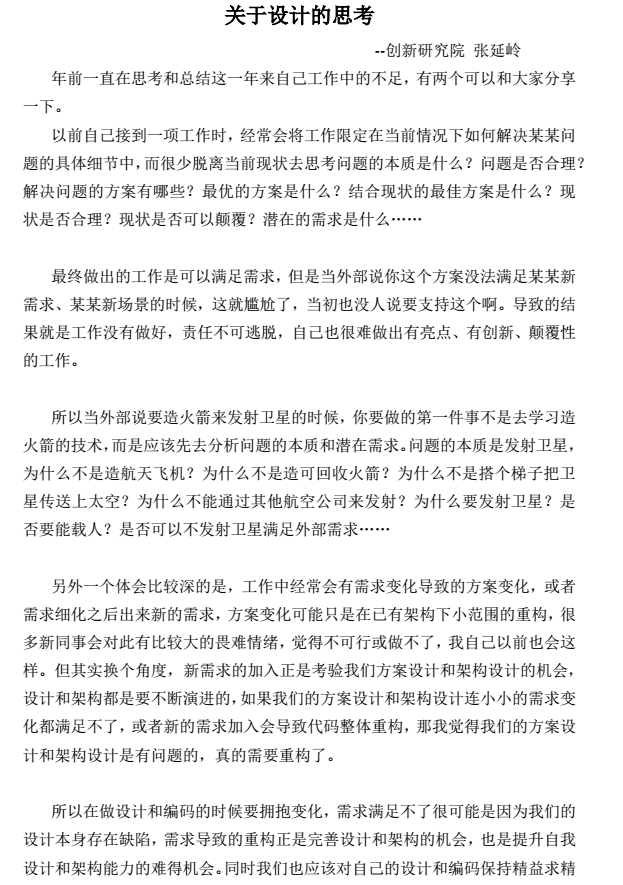 关于设计的思考
--创新研究院 张延岭
年前一直在思考和总结这一年来自己工作中的不足，有两个可以和大家分享
一下。
以前自己接到一项工作时，经常会将工作限定在当前情况下如何解决某某问
题的具体细节中，而很少脱离当前现状去思考问题的本质是什么？问题是否合理？
解决问题的方案有哪些？最优的方案是什么？结合现状的最佳方案是什么？现
状是否合理？现状是否可以颠覆？潜在的需求是什么……
最终做出的工作是可以满足需求，但是当外部说你这个方案没法满足某某新
需求、某某新场景的时候，这就尴尬了，当初也没人说要支持这个啊。导致的结
果就是工作没有做好，责任不可逃脱，自己也很难做出有亮点、有创新、颠覆性
的工作。
所以当外部说要造火箭来发射卫星的时候，你要做的第一件事不是去学习造
火箭的技术，而是应该先去分析问题的本质和潜在需求。问题的本质是发射卫星，
为什么不是造航天飞机？为什么不是造可回收火箭？为什么不是搭个梯子把卫
星传送上太空？为什么不能通过其他航空公司来发射？为什么要发射卫星？是
否要能载人？是否可以不发射卫星满足外部需求……
另外一个体会比较深的是，工作中经常会有需求变化导致的方案变化，或者
需求细化之后出来新的需求，方案变化可能只是在已有架构下小范围的重构，很
多新同事会对此有比较大的畏难情绪，觉得不可行或做不了，我自己以前也会这
样。但其实换个角度，新需求的加入正是考验我们方案设计和架构设计的机会，
设计和架构都是要不断演进的，如果我们的方案设计和架构设计连小小的需求变
化都满足不了，或者新的需求加入会导致代码整体重构，那我觉得我们的方案设
计和架构设计是有问题的，真的需要重构了。
所以在做设计和编码的时候要拥抱变化，需求满足不了很可能是因为我们的
设计本身存在缺陷，需求导致的重构正是完善设计和架构的机会，也是提升自我
设计和架构能力的难得机会。同时我们也应该对自己的设计和编码保持精益求精